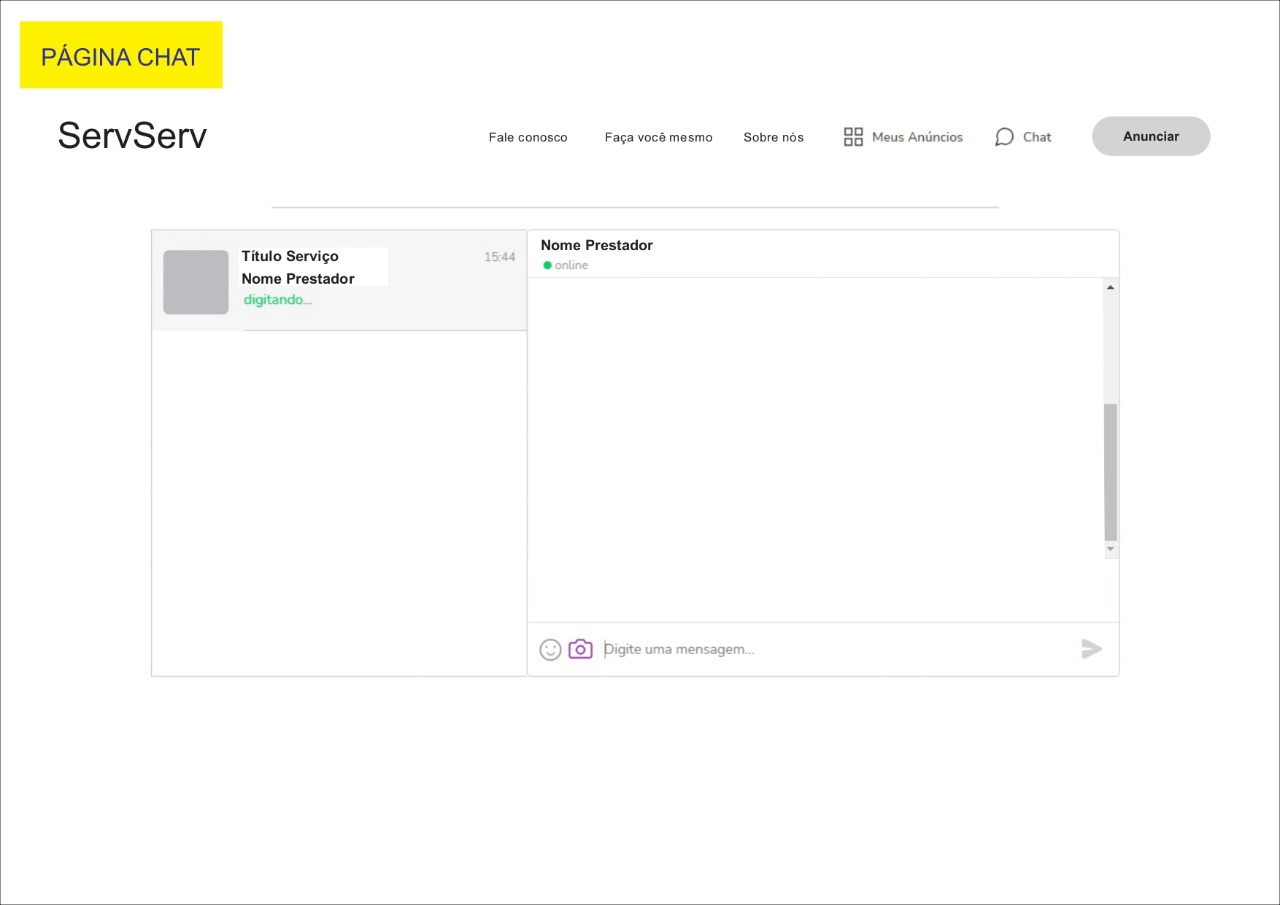 PÁGINA CHAT
ServServ
Fale conosco
Faça você mesmo
Sobre nós
Meus Anúncios
Chat
Anunciar
Título Serviço
15:44
Nome Prestador
digitando...
Nome Prestador
online
Digite uma mensagem...